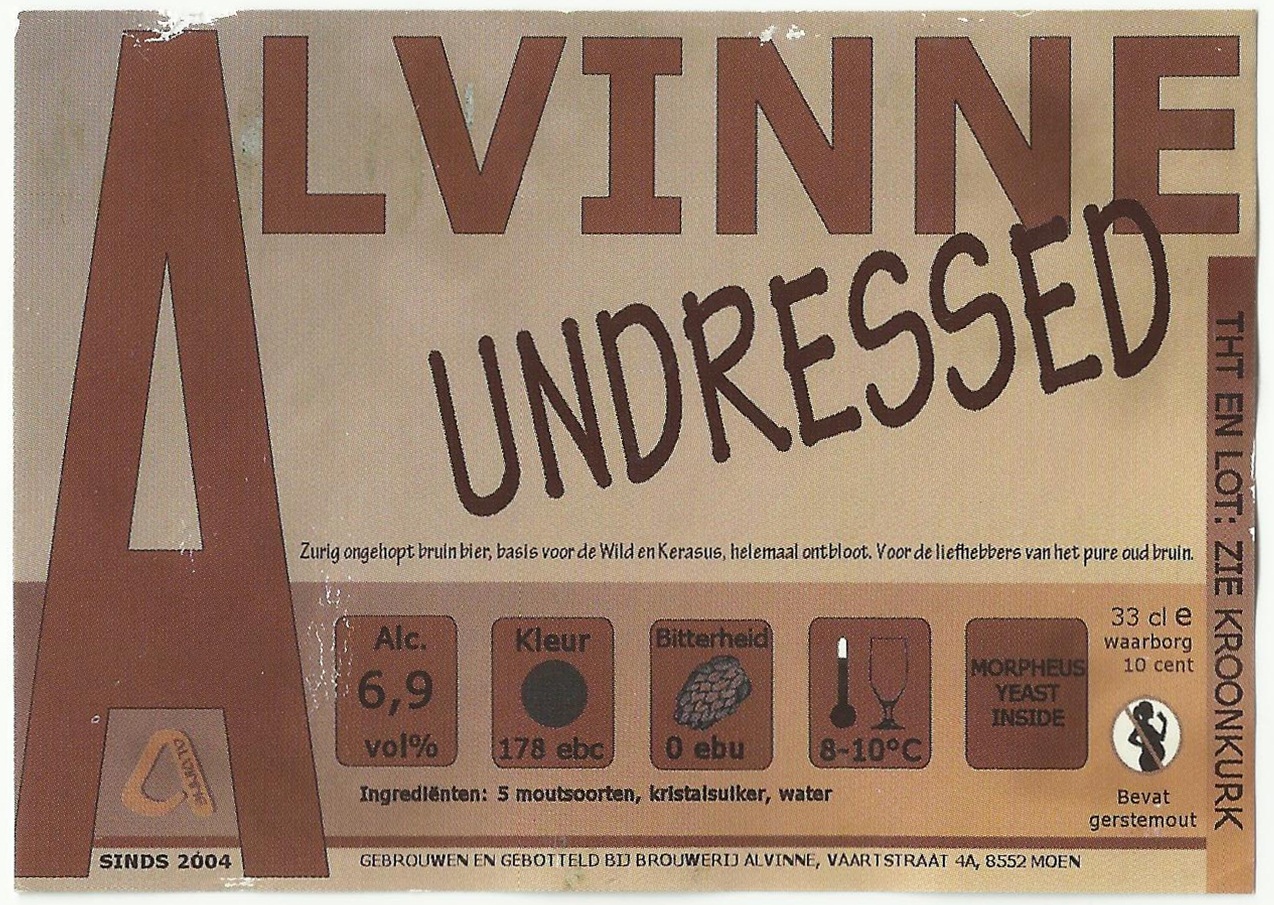 ALVINNE
UNDRESSED
Zurig ongehopt bruin bier, basis voor de Wild en Kerasus, helemaal ontbloot. Voor de liefhebbers van het pure oud bruin.
Alc.
6,9
vol%
Kleur
178 ebc
Bitterheid
0 ebu
8-10°C
MORPHEUS
YEAST
INSIDE
33 cl e
waarborg
10 cent
Bevat
gerstemout
Ingrediënten: 5 moutsoorten, kristalsuiker, water
SINDS 2004
GEBROUWEN EN GEBOTTELD BIJ BROUWERIJ ALVINNE, VAARTSTRAAT 4A, 8552 MOEN
THT EN LOT: ZIE KROONKURK